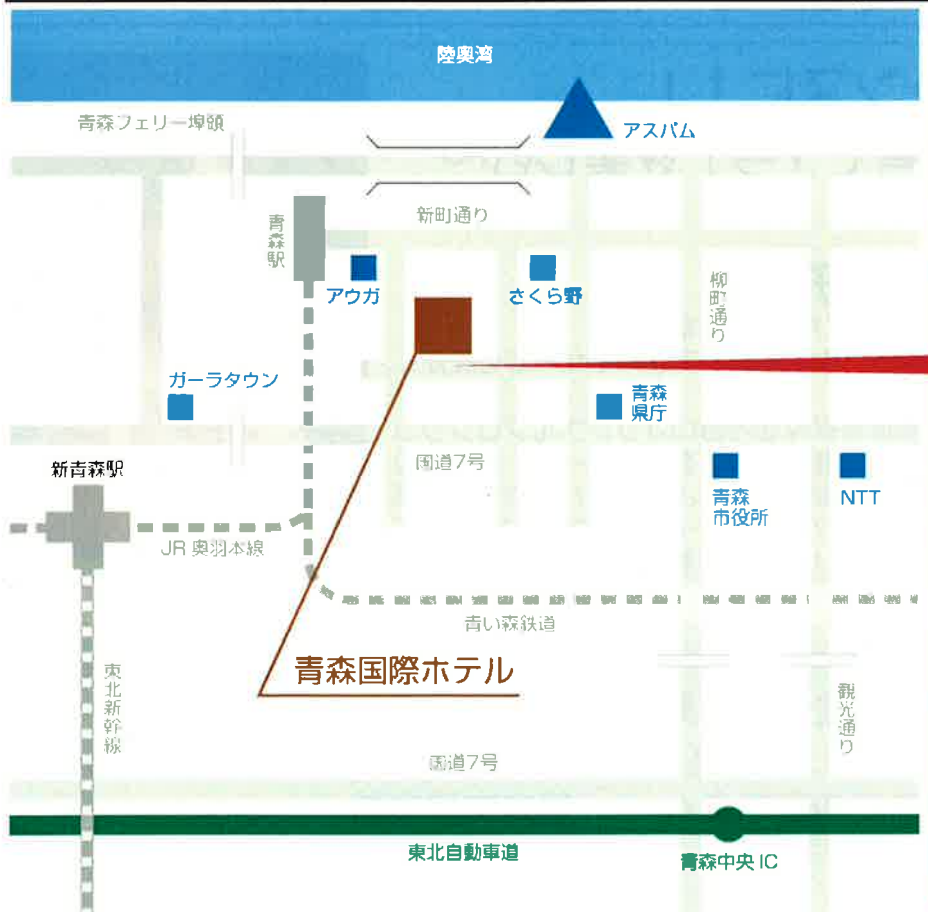 陸奥湾
青森フェリー埠頭
アスパム
新町通り
青森駅
アウガ
さくら野
柳町通り
ガーラタウン
青森
県庁
国道7号
新青森駅
青森
市役所
NTT
JR 奥羽本線
青い森鉄道
青森国際ホテル
東北新幹線
観光通り
国道7号
東北自動車道
青森中央 IC